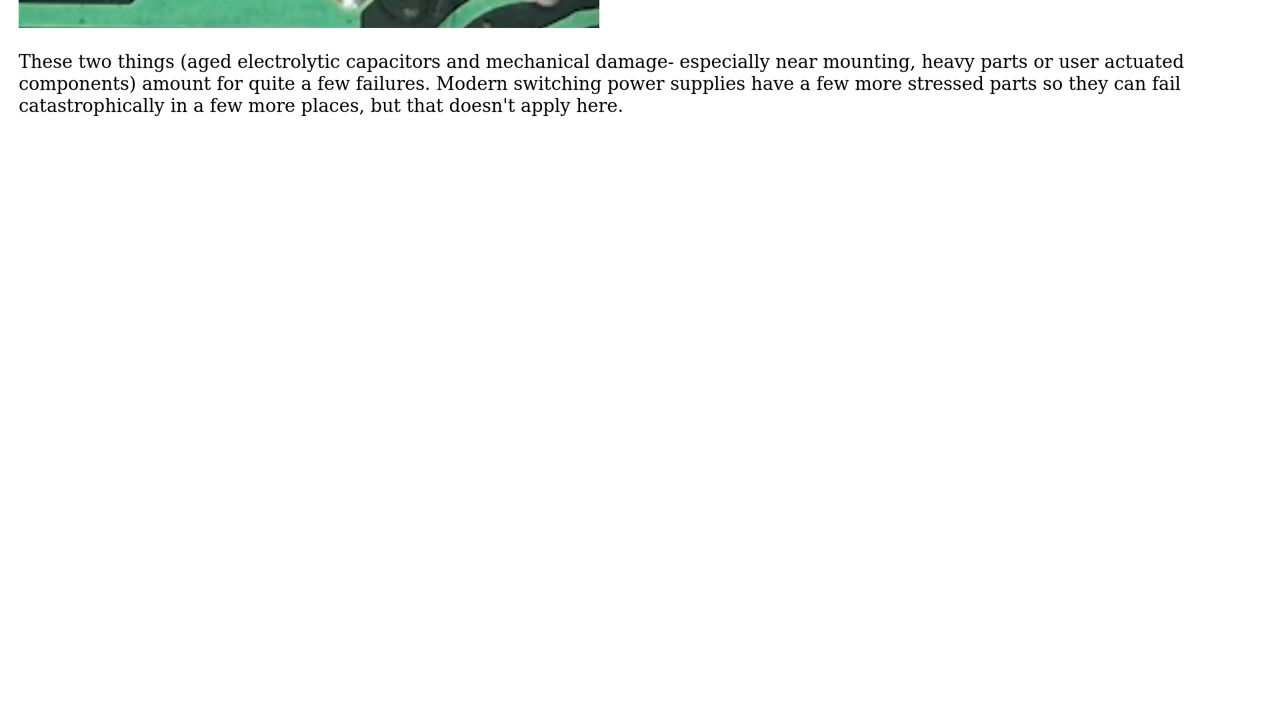 These two things (aged electrolytic capacitors and mechanical damage- especially near mounting, heavy parts or user actuated
components) amount for quite a few failures. Modern switching power supplies have a few more stressed parts so they can fail
catastrophically in a few more places, but that doesn't apply here.